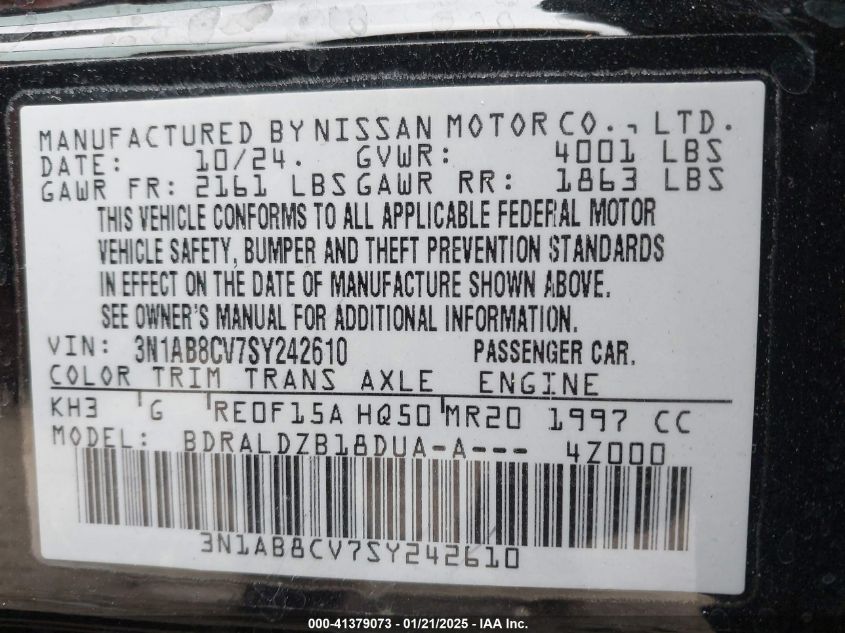 MANUFACTURED BY NISSAN MOTOR CO., LTD.
DATE: 10/24. GVWR: 4001 LBS
GAWR FR: 2161 LBS GAWR RR: 1863 LBS
THIS VEHICLE CONFORMS TO ALL APPLICABLE FEDERAL MOTOR
VEHICLE SAFETY, BUMPER AND THEFT PREVENTION STANDARDS
IN EFFECT ON THE DATE OF MANUFACTURE SHOWN ABOVE.
SEE OWNER'S MANUAL FOR ADDITIONAL INFORMATION.
VIN: 3N1AB8CV7SY242610 PASSENGER CAR.
COLOR TRIM TRANS AXLE ENGINE
KH3 G RE0F15A HQ50 MR20 1997 CC
MODEL: BDRALDZB18DUA-A--- 4Z000
3N1AB8CV7SY242610
000-41379073 - 01/21/2025 - IAA Inc.